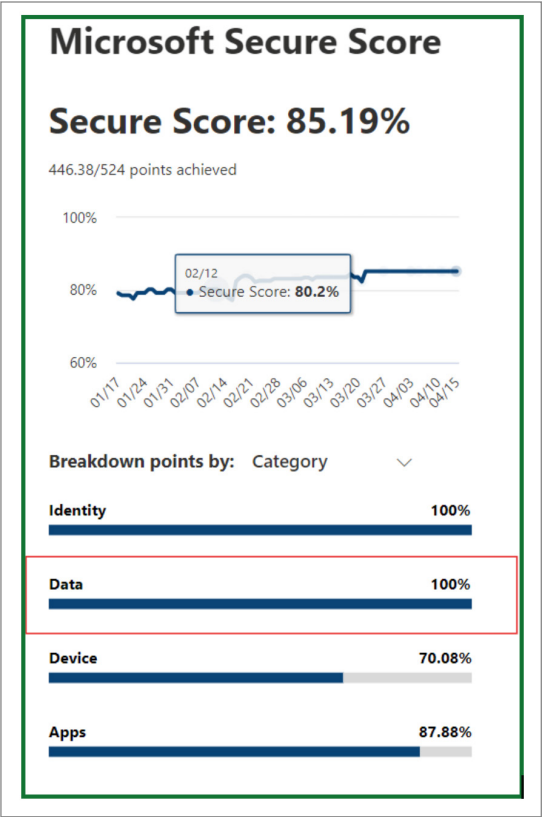 Microsoft Secure Score
Secure Score: 85.19%
446.38/524 points achieved
100%
02/12
80%
Secure Score: 80.2%
60%
01/17 01/24 01/31 02/07 02/14 02/21 02/28 03/06 03/13 03/20 03/27 04/03 04/10 04/15
Breakdown points by: Category
Identity 100%
Data 100%
Device 70.08%
Apps 87.88%